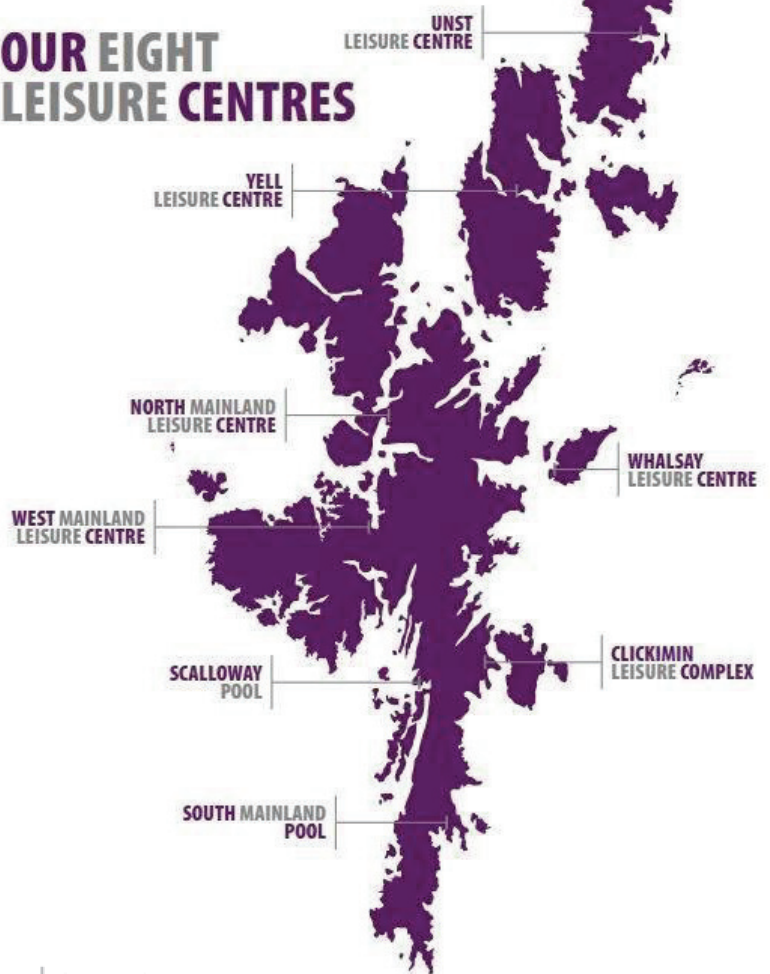 OUR EIGHT
LEISURE CENTRES
UNST
LEISURE CENTRE
YELL
LEISURE CENTRE
NORTH MAINLAND
LEISURE CENTRE
WHALSAY
LEISURE CENTRE
WEST MAINLAND
LEISURE CENTRE
CLICKIMIN
LEISURE COMPLEX
SCALLOWAY
POOL
SOUTH MAINLAND
POOL